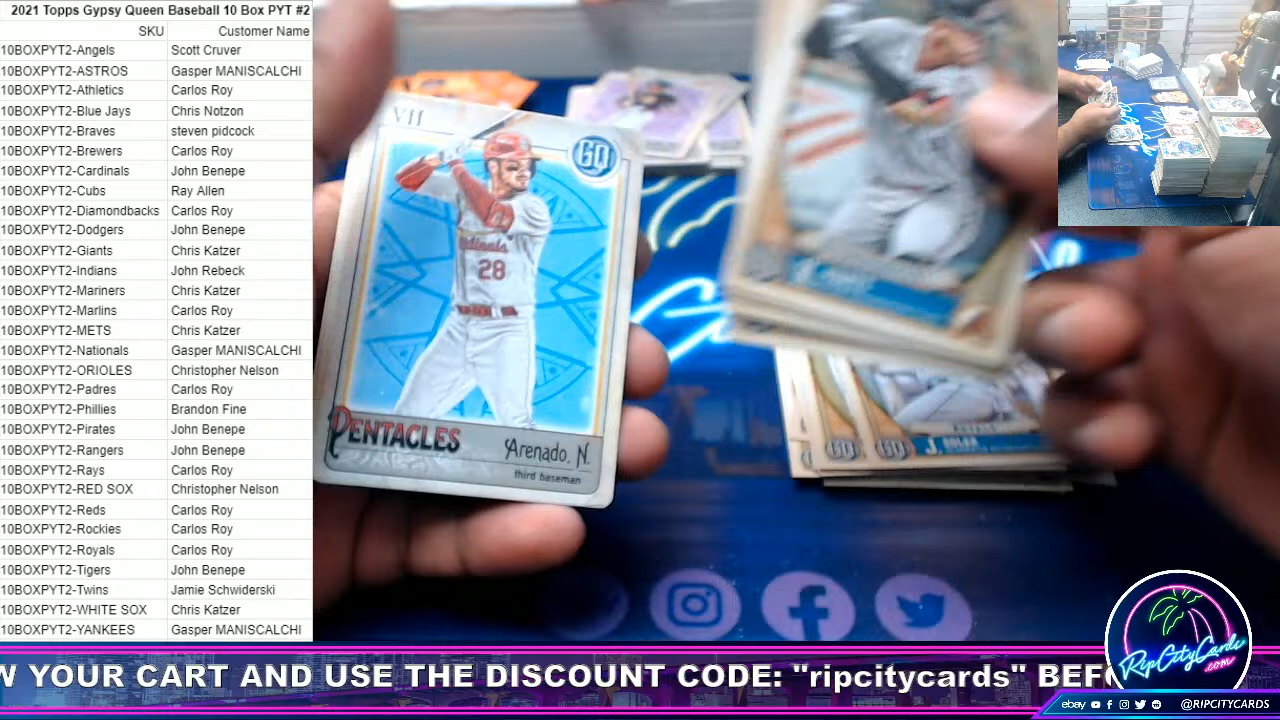 2021 Topps Gypsy Queen Baseball 10 Box PYT #2
SKU Customer Name
10BOXPYT2-Angels Scott Cruver
10BOXPYT2-ASTROS Gasper MANISCALCHI
10BOXPYT2-Athletics Carlos Roy
10BOXPYT2-Blue Jays Chris Notzon
10BOXPYT2-Braves steven pidcock
10BOXPYT2-Brewers Carlos Roy
10BOXPYT2-Cardinals John Benepe
10BOXPYT2-Cubs Ray Allen
10BOXPYT2-Diamondbacks Carlos Roy
10BOXPYT2-Dodgers John Benepe
10BOXPYT2-Giants Chris Katzer
10BOXPYT2-Indians John Rebeck
10BOXPYT2-Mariners Chris Katzer
10BOXPYT2-Marlins Carlos Roy
10BOXPYT2-METS Chris Katzer
10BOXPYT2-Nationals Gasper MANISCALCHI
10BOXPYT2-ORIOLES Christopher Nelson
10BOXPYT2-Padres Carlos Roy
10BOXPYT2-Phillies Brandon Fine
10BOXPYT2-Pirates John Benepe
10BOXPYT2-Rangers John Benepe
10BOXPYT2-Rays Carlos Roy
10BOXPYT2-RED SOX Christopher Nelson
10BOXPYT2-Reds Carlos Roy
10BOXPYT2-Rockies Carlos Roy
10BOXPYT2-Royals Carlos Roy
10BOXPYT2-Tigers John Benepe
10BOXPYT2-Twins Jamie Schwiderski
10BOXPYT2-WHITE SOX Chris Katzer
10BOXPYT2-YANKEES Gasper MANISCALCHI
VII
GQ
Cardinals
28
PENTACLES
Arenado, N.
third baseman
GQ
GQ
J. SOLER
W YOUR CART AND USE THE DISCOUNT CODE: "ripcitycards" BEF
RipCityCards
.com
ebay @RIPCITYCARDS